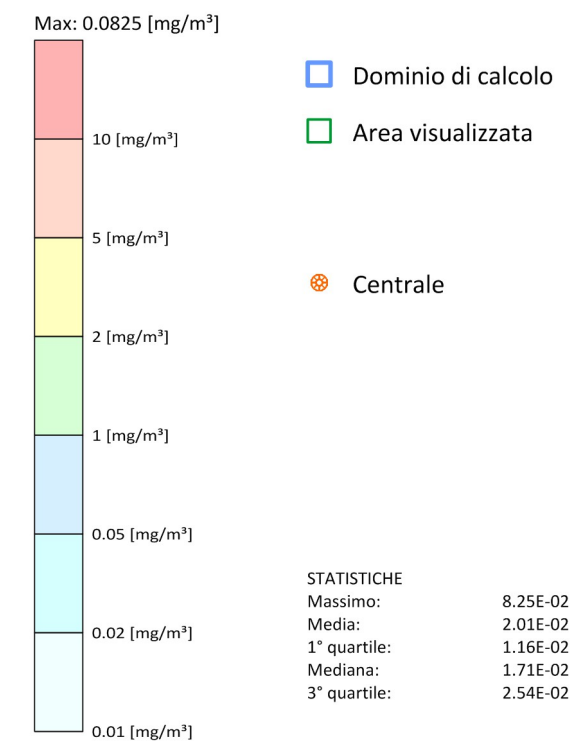 Max: 0.0825 [mg/m³]
10 [mg/m³]
5 [mg/m³]
2 [mg/m³]
1 [mg/m³]
0.05 [mg/m³]
0.02 [mg/m³]
0.01 [mg/m³]
Dominio di calcolo
Area visualizzata
Centrale
STATISTICHE
Massimo: 8.25E-02
Media: 2.01E-02
1° quartile: 1.16E-02
Mediana: 1.71E-02
3° quartile: 2.54E-02